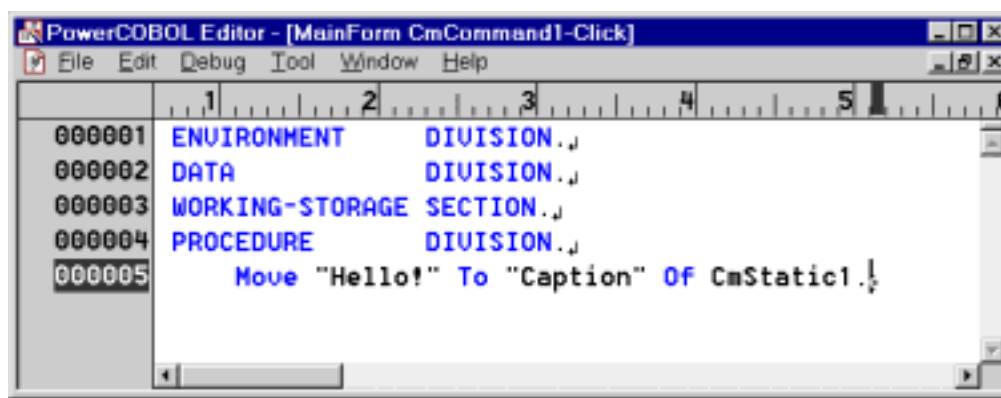 PowerCOBOL Editor - [MainForm CmCommand1-Click]
File Edit Debug Tool Window Help
1 2 3 4 5
000001 ENVIRONMENT DIVISION.
000002 DATA DIVISION.
000003 WORKING-STORAGE SECTION.
000004 PROCEDURE DIVISION.
000005 Move "Hello!" To "Caption" Of CmStatic1.